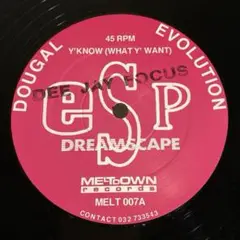 DOUGAL
EVOLUTION
45 RPM
Y'KNOW (WHAT Y' WANT)
DEE JAY FOCUS
eSp
DREAMSCAPE
MELTDOWN
records
MELT 007A
CONTACT 032 733543